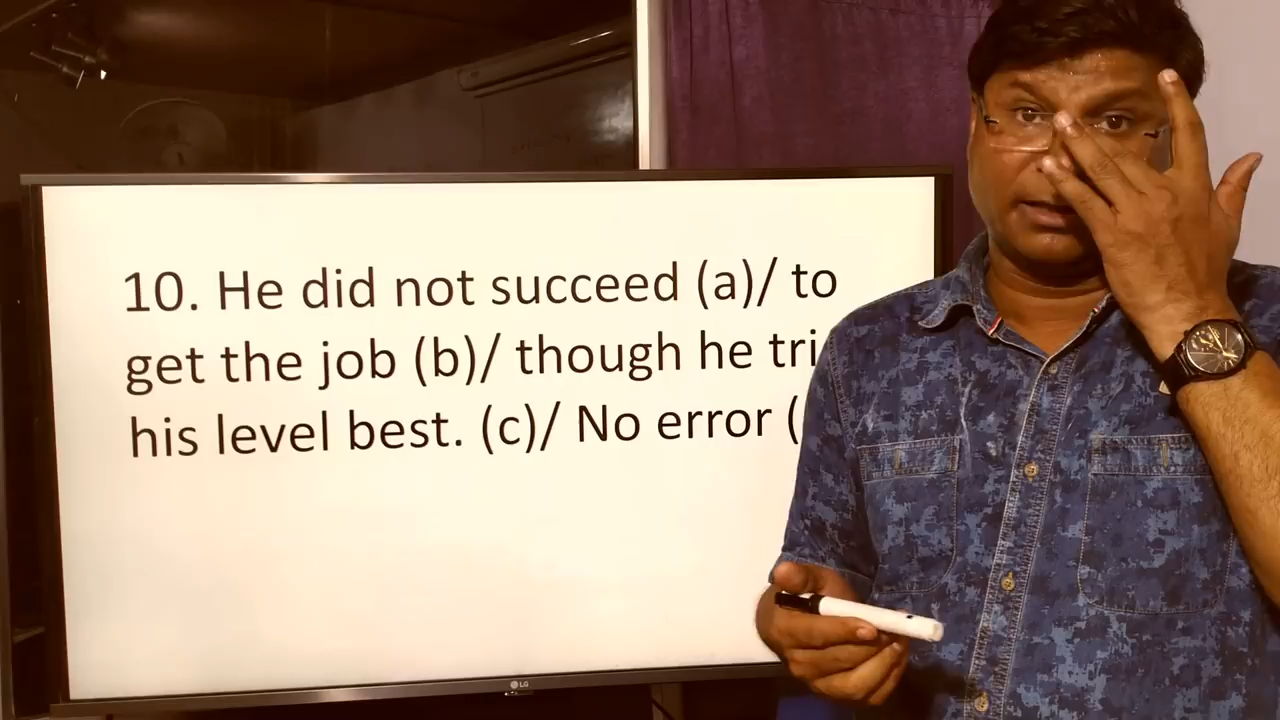 10. He did not succeed (a)/ to
get the job (b)/ though he tri
his level best. (c)/ No error (
LG